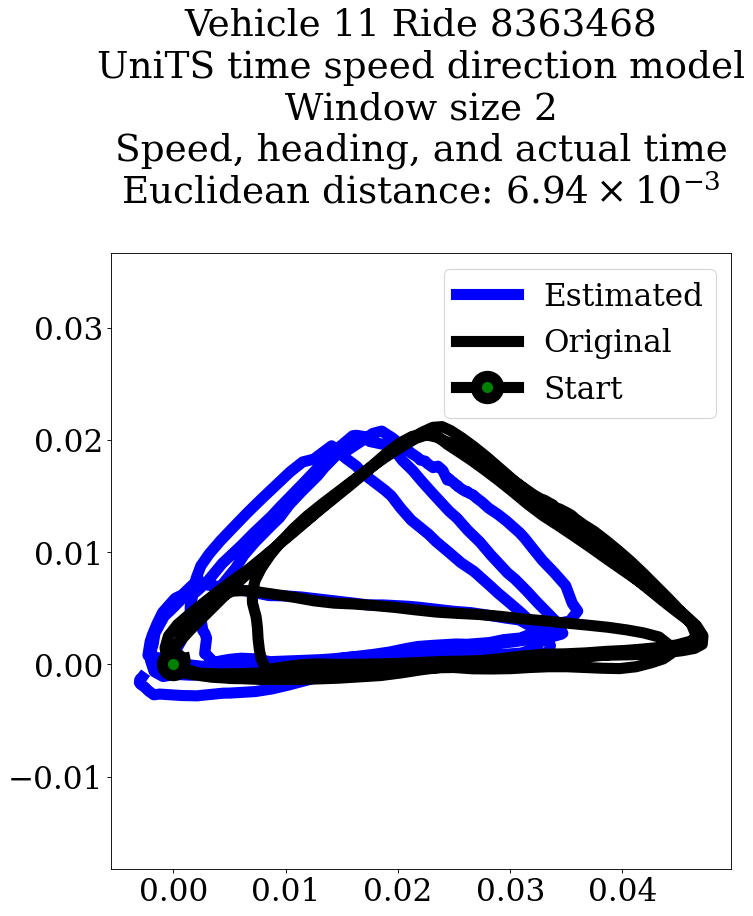 Vehicle 11 Ride 8363468
UniTS time speed direction model
Window size 2
Speed, heading, and actual time
Euclidean distance: 6.94 × 10⁻³
Estimated
Original
Start
0.03
0.02
0.01
0.00
−0.01
0.00 0.01 0.02 0.03 0.04